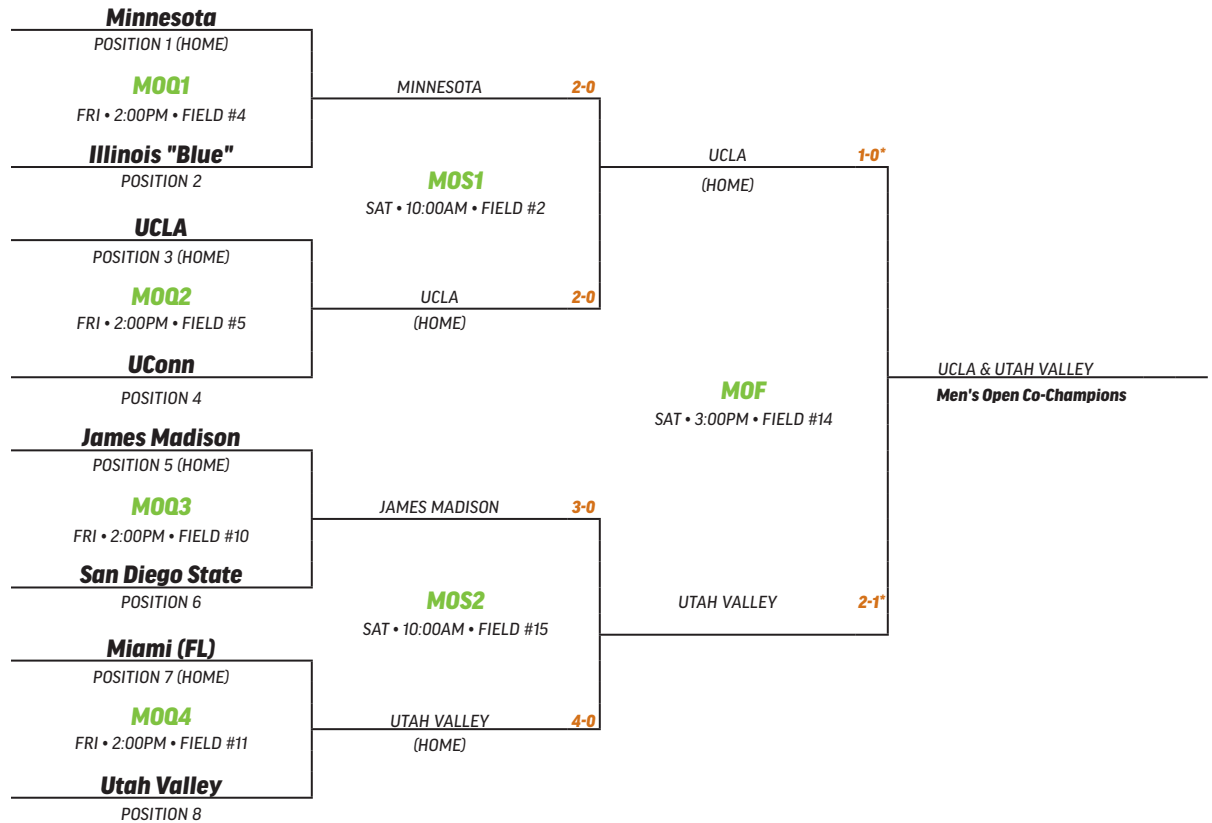 Minnesota
POSITION 1 (HOME)
MOQ1
FRI • 2:00PM • FIELD #4
Illinois "Blue"
POSITION 2
UCLA
POSITION 3 (HOME)
MOQ2
FRI • 2:00PM • FIELD #5
UConn
POSITION 4
James Madison
POSITION 5 (HOME)
MOQ3
FRI • 2:00PM • FIELD #10
San Diego State
POSITION 6
Miami (FL)
POSITION 7 (HOME)
MOQ4
FRI • 2:00PM • FIELD #11
Utah Valley
POSITION 8
MINNESOTA 2-0
MOS1
SAT • 10:00AM • FIELD #2
UCLA 2-0
(HOME)
JAMES MADISON 3-0
MOS2
SAT • 10:00AM • FIELD #15
UTAH VALLEY 4-0
(HOME)
UCLA 1-0*
(HOME)
MOF
SAT • 3:00PM • FIELD #14
UTAH VALLEY 2-1*
UCLA & UTAH VALLEY
Men's Open Co-Champions